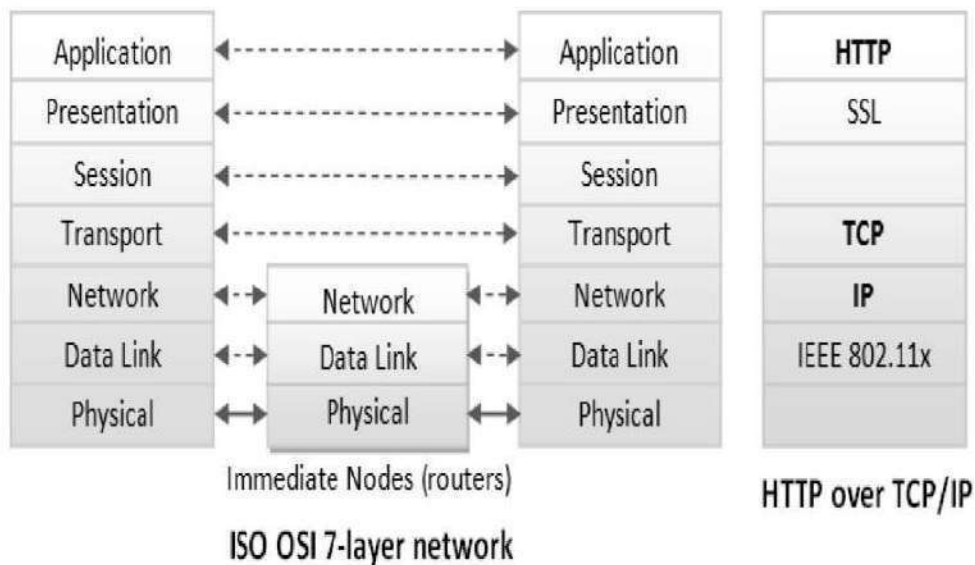 Application
Presentation
Session
Transport
Network
Data Link
Physical
Network
Data Link
Physical
Immediate Nodes (routers)
Application
Presentation
Session
Transport
Network
Data Link
Physical
ISO OSI 7-layer network
HTTP
SSL
TCP
IP
IEEE 802.11x
HTTP over TCP/IP